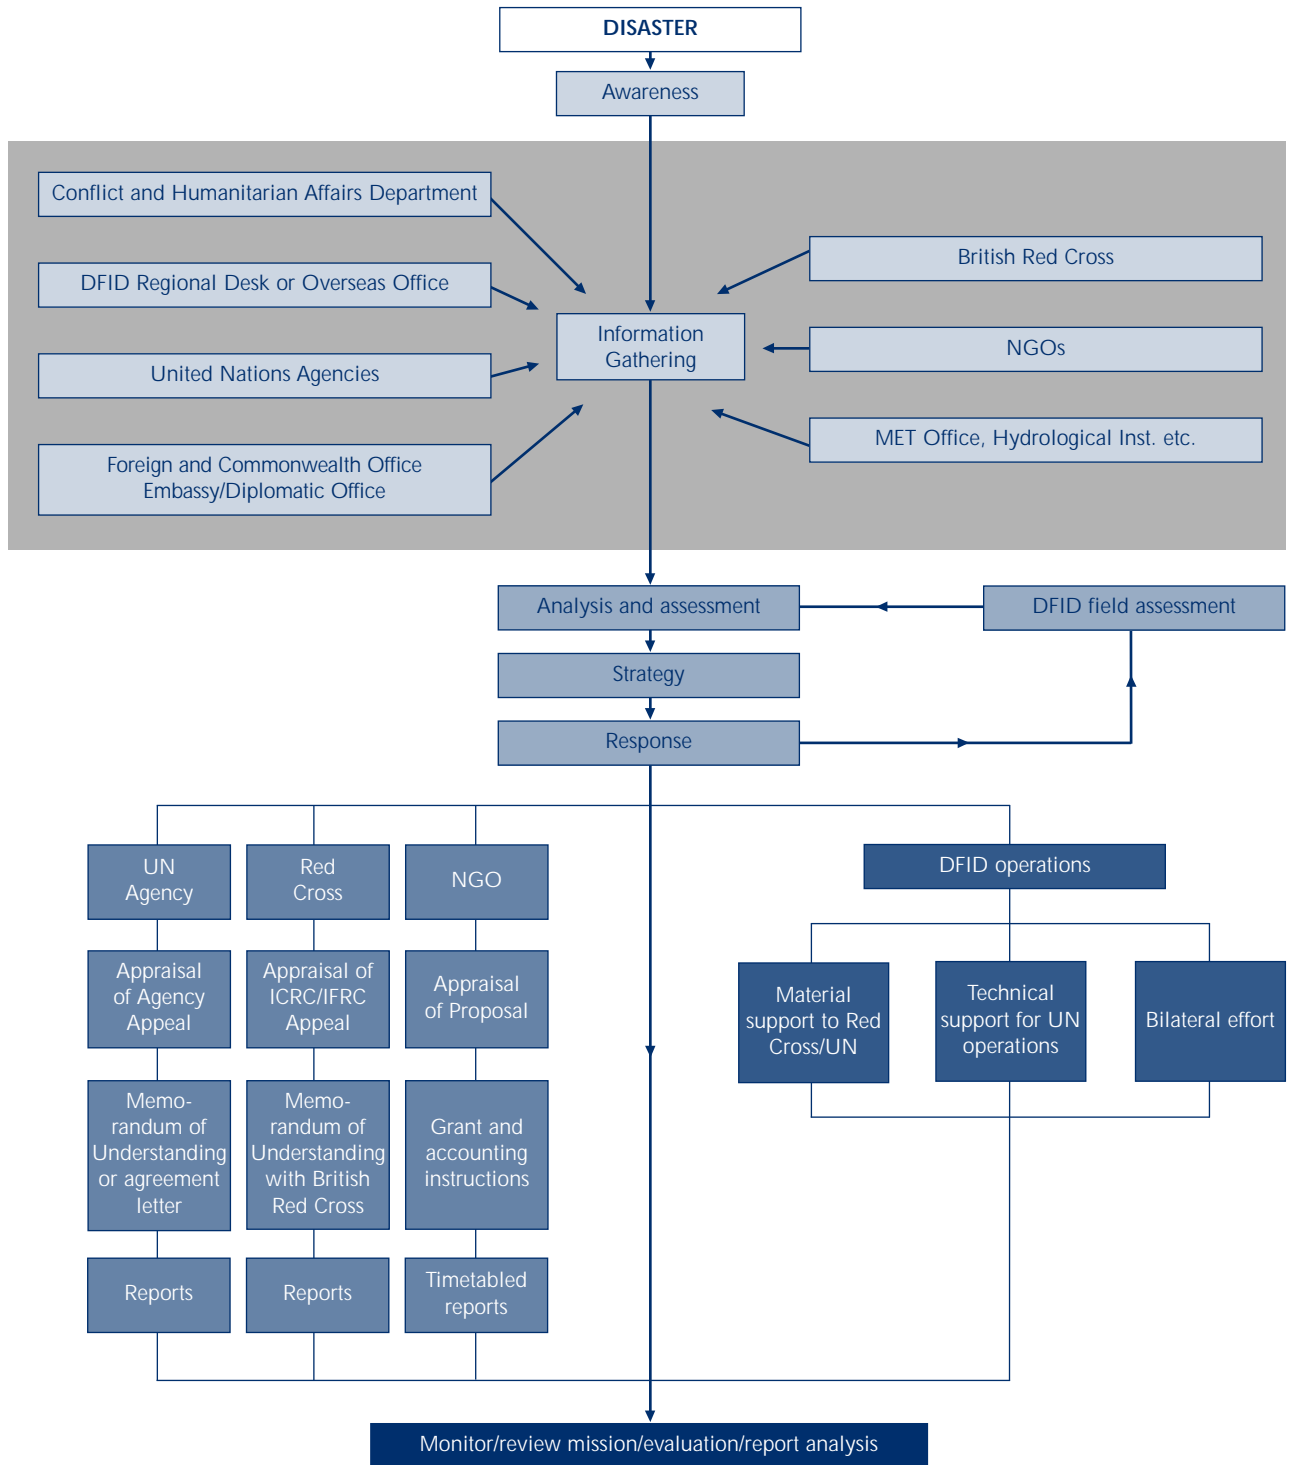 DISASTER
Awareness
Conflict and Humanitarian Affairs Department
DFID Regional Desk or Overseas Office
United Nations Agencies
Foreign and Commonwealth Office
Embassy/Diplomatic Office
Information
Gathering
British Red Cross
NGOs
MET Office, Hydrological Inst. etc.
Analysis and assessment
DFID field assessment
Strategy
Response
UN
Agency
Appraisal
of Agency
Appeal
Memo-
randum of
Understanding
or agreement
letter
Reports
Red
Cross
Appraisal of
ICRC/IFRC
Appeal
Memo-
randum of
Understanding
with British
Red Cross
Reports
NGO
Appraisal
of Proposal
Grant and
accounting
instructions
Timetabled
reports
DFID operations
Material
support to Red
Cross/UN
Technical
support for UN
operations
Bilateral effort
Monitor/review mission/evaluation/report analysis